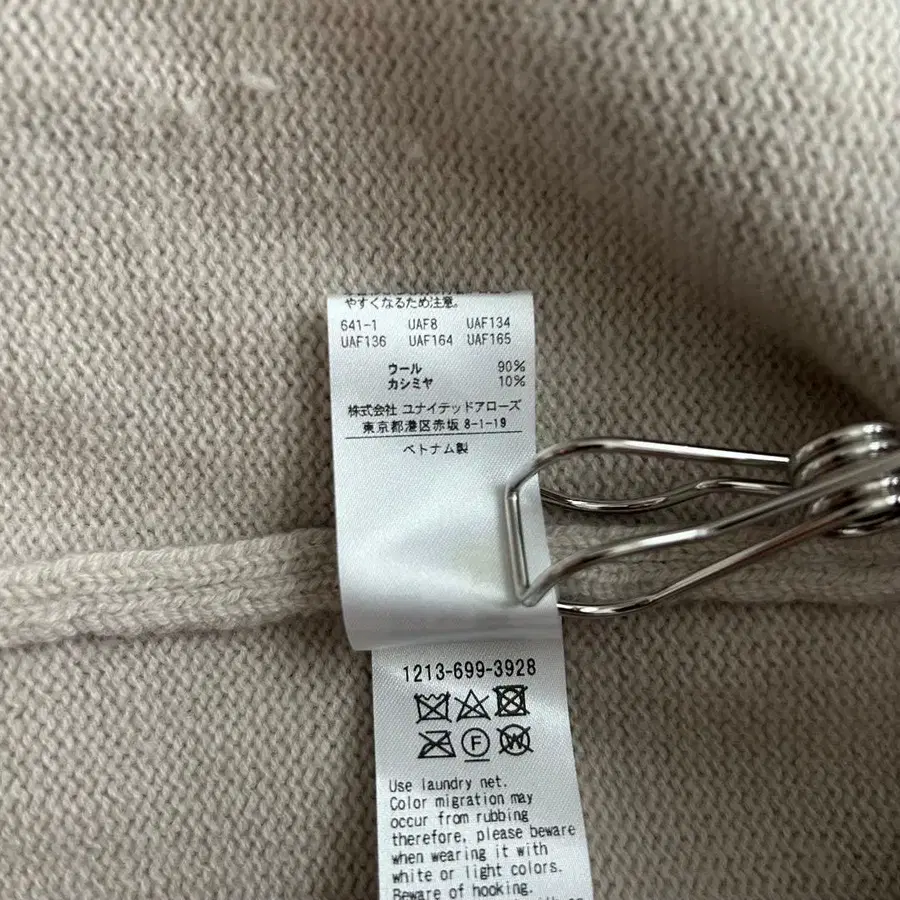 やすくなるため注意。
641-1 UAF8 UAF134
UAF136 UAF164 UAF165
ウール 90%
カシミヤ 10%
株式会社 ユナイテッドアローズ
東京都港区赤坂 8-1-19
ベトナム製
1213-699-3928
F W
Use laundry net.
Color migration may
occur from rubbing
therefore, please beware
when wearing it with
white or light colors.
Beware of hooking.